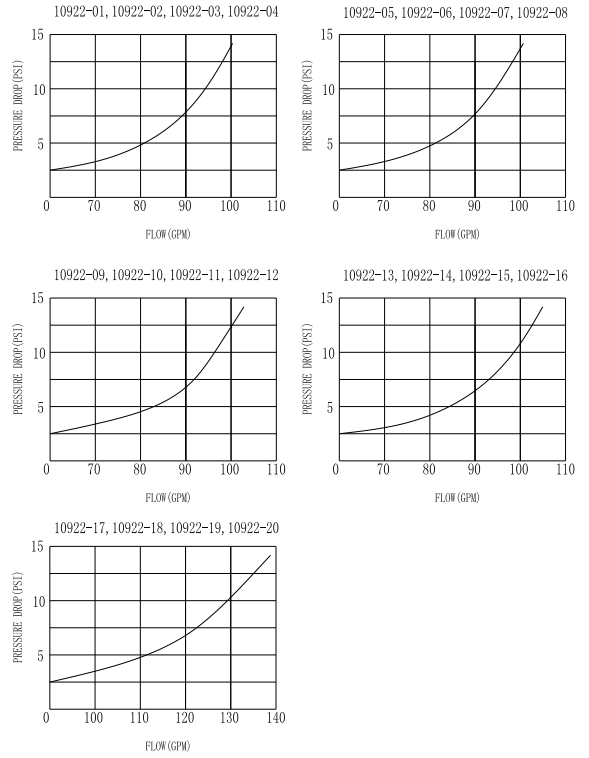 10922-01, 10922-02, 10922-03, 10922-04
15
10
5
PRESSURE DROP(PSI)
0 70 80 90 100 110
FLOW(GPM)
10922-05, 10922-06, 10922-07, 10922-08
15
10
5
PRESSURE DROP(PSI)
0 70 80 90 100 110
FLOW(GPM)
10922-09, 10922-10, 10922-11, 10922-12
15
10
5
PRESSURE DROP(PSI)
0 70 80 90 100 110
FLOW(GPM)
10922-13, 10922-14, 10922-15, 10922-16
15
10
5
PRESSURE DROP(PSI)
0 70 80 90 100 110
FLOW(GPM)
10922-17, 10922-18, 10922-19, 10922-20
15
10
5
PRESSURE DROP(PSI)
0 100 110 120 130 140
FLOW(GPM)